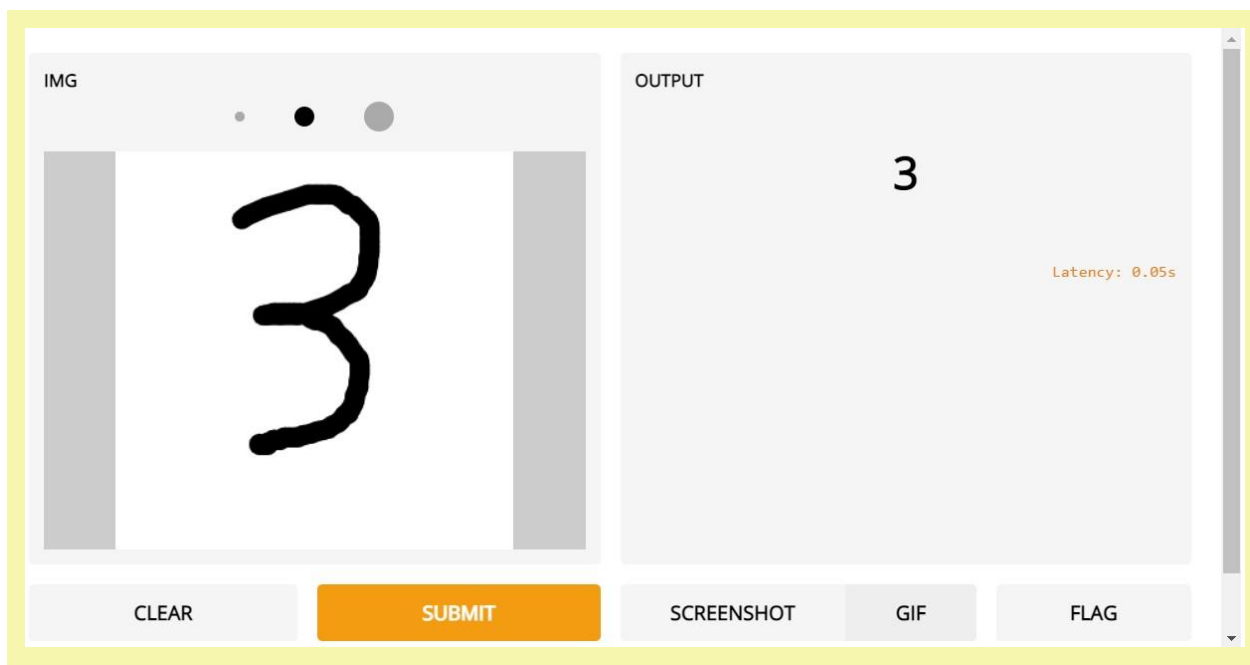 IMG
OUTPUT
3
3
Latency: 0.05s
CLEAR
SUBMIT
SCREENSHOT
GIF
FLAG